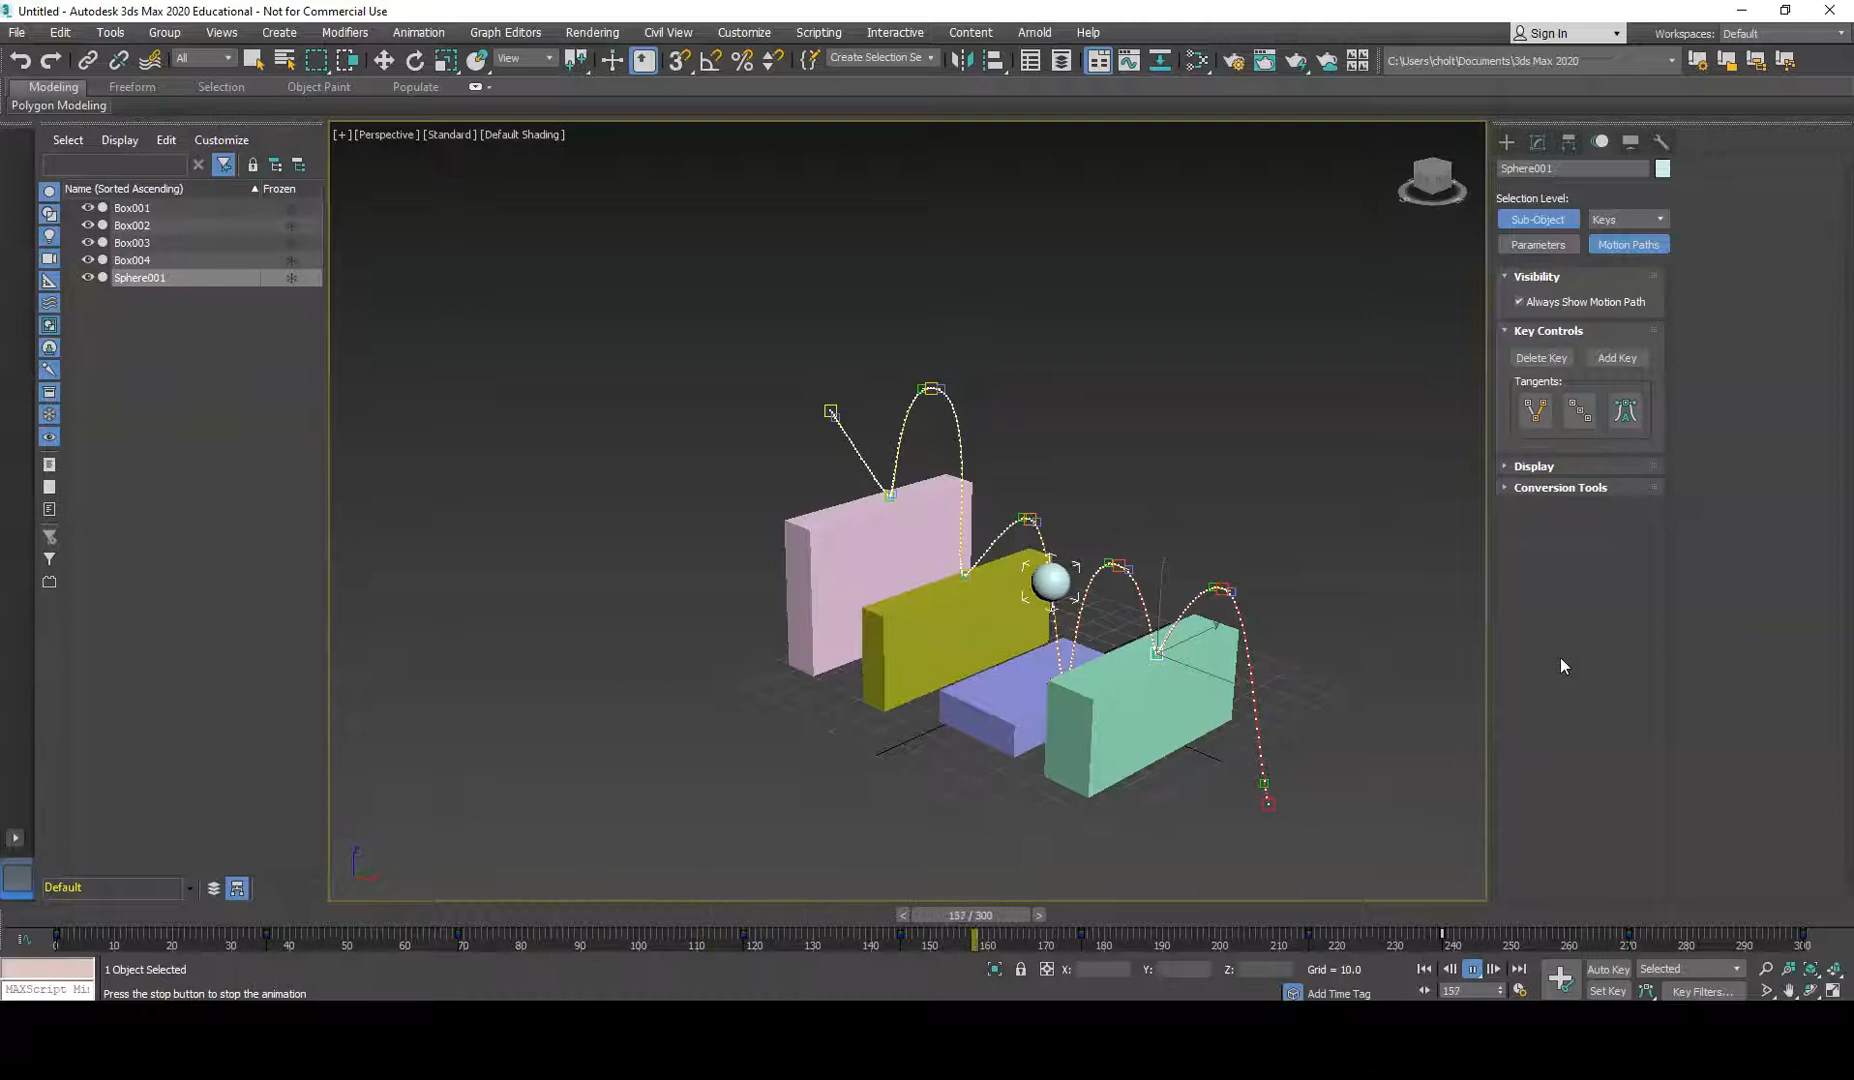 Untitled - Autodesk 3ds Max 2020 Educational - Not for Commercial Use
File Edit Tools Group Views Create Modifiers Animation Graph Editors Rendering Civil View Customize Scripting Interactive Content Arnold Help
Sign In
Workspaces: Default
All
View
Create Selection Se
C:\Users\cholt\Documents\3ds Max 2020
Modeling Freeform Selection Object Paint Populate
Polygon Modeling
Select Display Edit Customize
Name (Sorted Ascending) Frozen
Box001
Box002
Box003
Box004
Sphere001
[+] [Perspective] [Standard] [Default Shading]
Sphere001
Selection Level:
Sub-Object Keys
Parameters Motion Paths
Visibility
Always Show Motion Path
Key Controls
Delete Key Add Key
Tangents:
Display
Conversion Tools
Default
< 157 / 300 >
0 10 20 30 40 50 60 70 80 90 100 110 120 130 140 150 160 170 180 190 200 210 220 230 240 250 260 270 280 290 300
1 Object Selected
X: Y: Z: Grid = 10.0
Auto Key Selected
MAXScript Mi
Press the stop button to stop the animation
Add Time Tag
157
Set Key Key Filters...